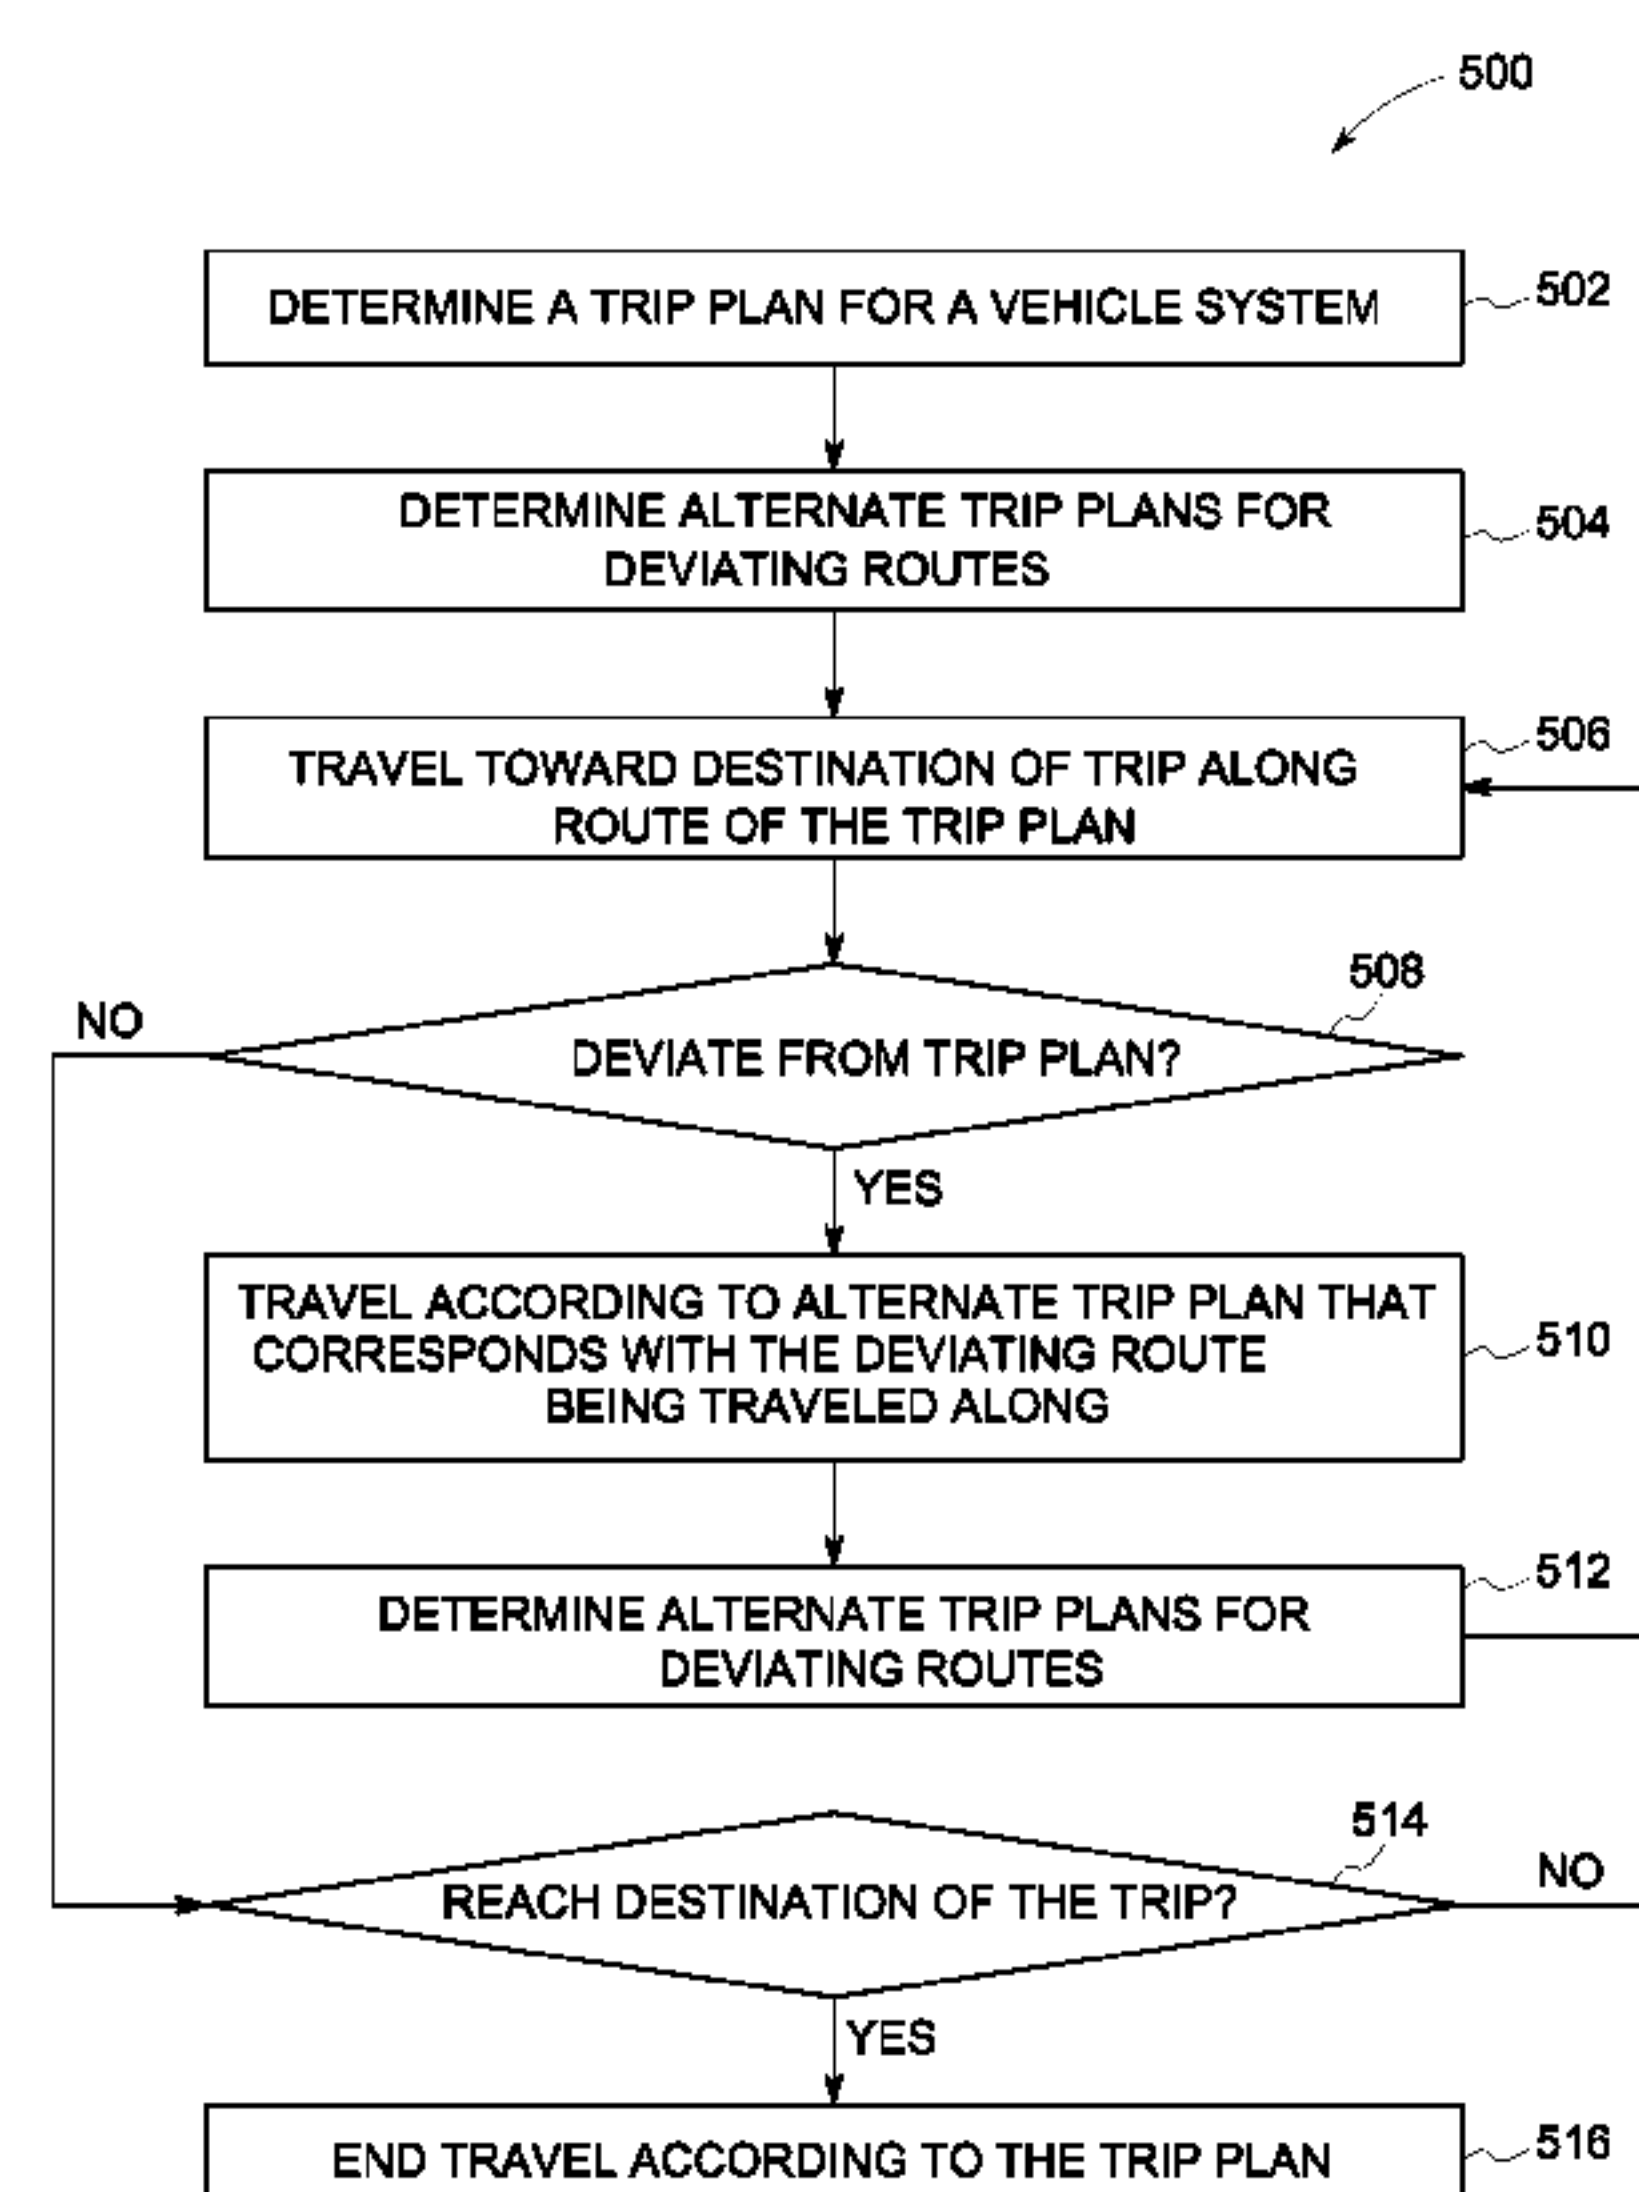 500
DETERMINE A TRIP PLAN FOR A VEHICLE SYSTEM
502
DETERMINE ALTERNATE TRIP PLANS FOR
DEVIATING ROUTES
504
TRAVEL TOWARD DESTINATION OF TRIP ALONG
ROUTE OF THE TRIP PLAN
506
508
NO
DEVIATE FROM TRIP PLAN?
YES
TRAVEL ACCORDING TO ALTERNATE TRIP PLAN THAT
CORRESPONDS WITH THE DEVIATING ROUTE
BEING TRAVELED ALONG
510
DETERMINE ALTERNATE TRIP PLANS FOR
DEVIATING ROUTES
512
514
NO
REACH DESTINATION OF THE TRIP?
YES
END TRAVEL ACCORDING TO THE TRIP PLAN
516